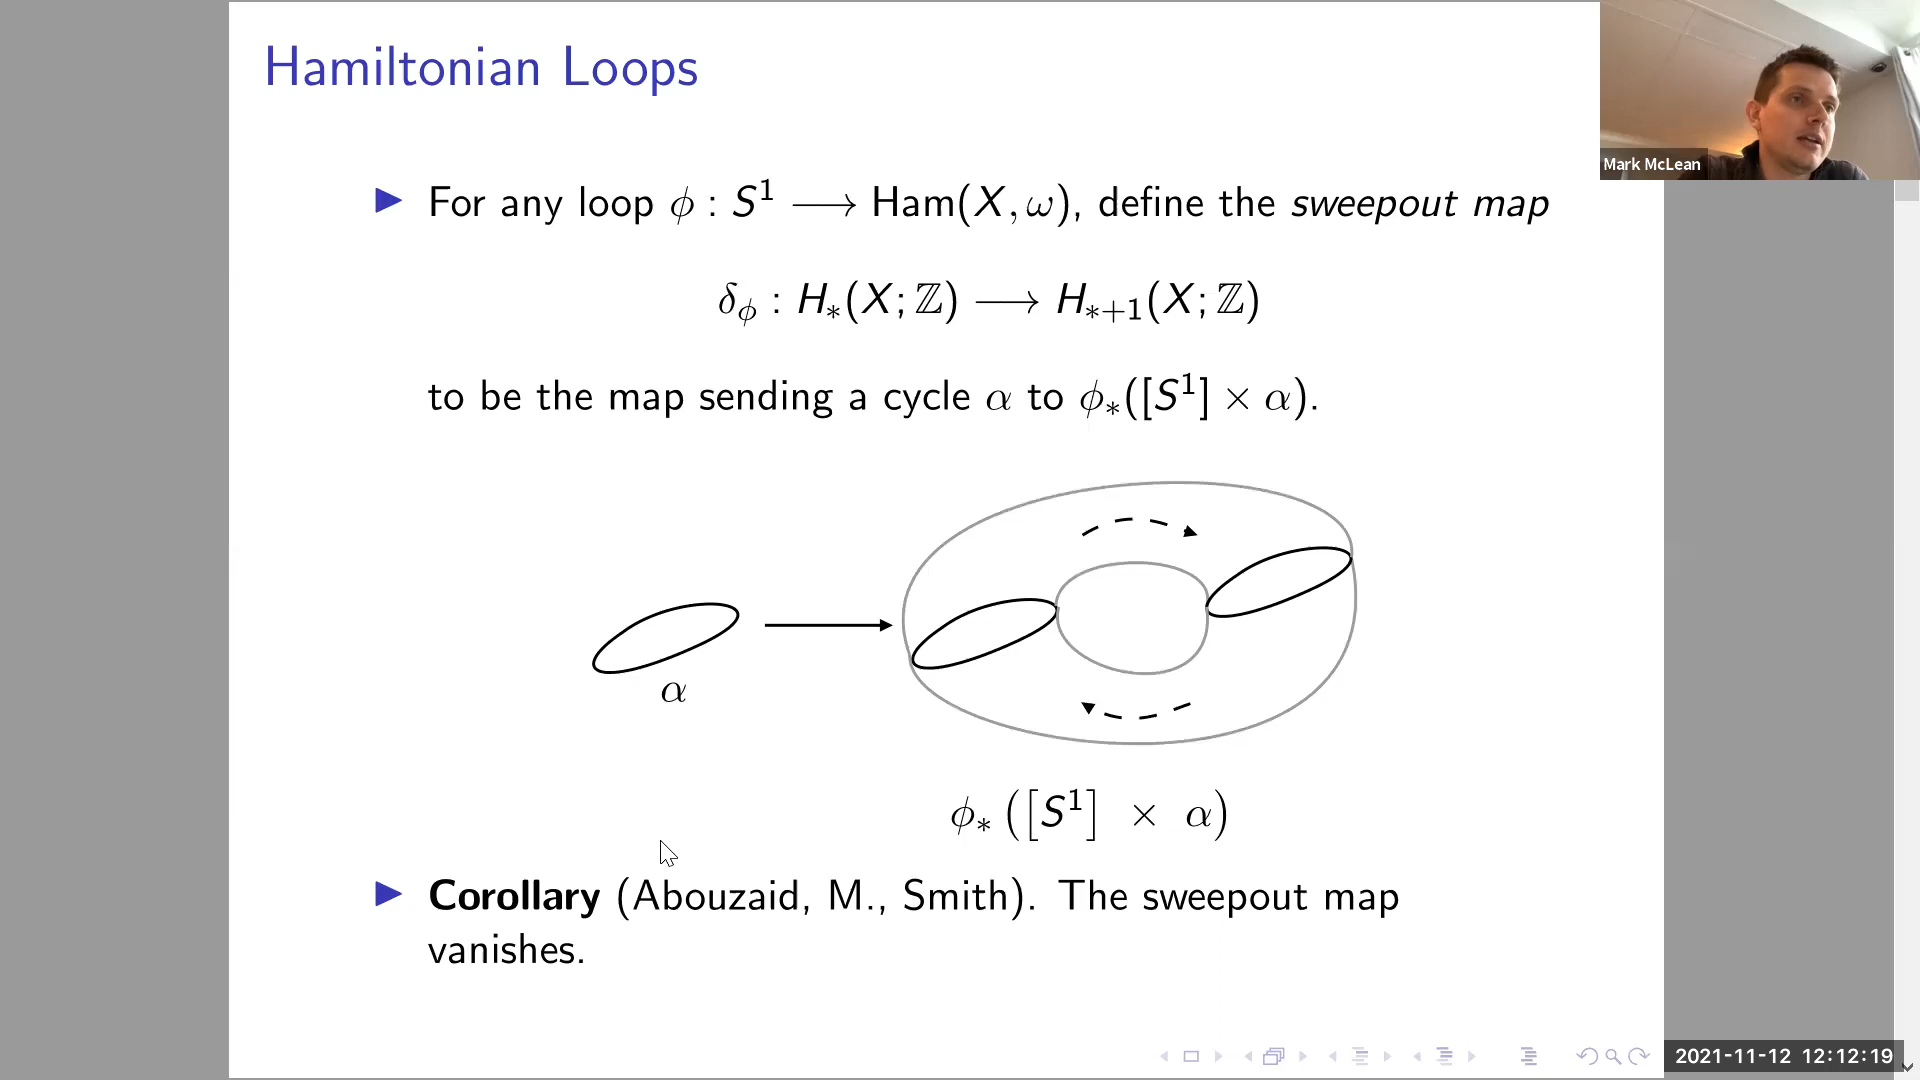 Hamiltonian Loops
Mark McLean
▶ For any loop ϕ : S¹ ⟶ Ham(X, ω), define the sweepout map
δ_ϕ : H_*(X; ℤ) ⟶ H_{*+1}(X; ℤ)
to be the map sending a cycle α to ϕ_*([S¹] × α).
α
ϕ_* ([S¹] × α)
▶ Corollary (Abouzaid, M., Smith). The sweepout map
vanishes.
2021-11-12 12:12:19